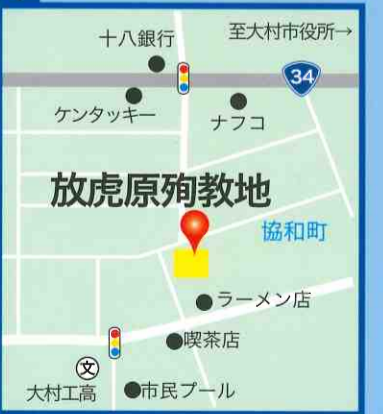 十八銀行
至大村市役所→
34
ケンタッキー
ナフコ
放虎原殉教地
協和町
ラーメン店
喫茶店
文
大村工高
市民プール